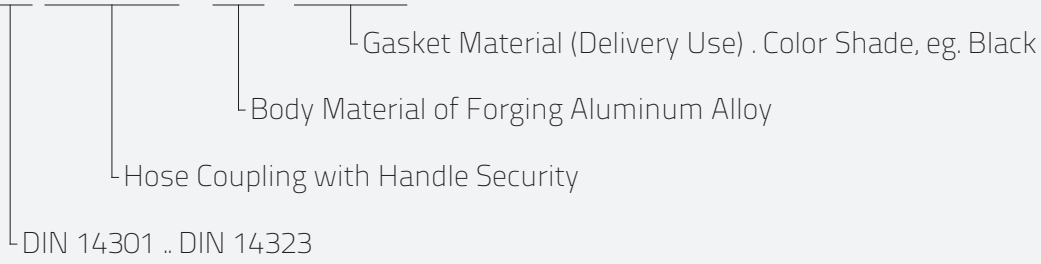 Gasket Material (Delivery Use) . Color Shade, eg. Black
Body Material of Forging Aluminum Alloy
Hose Coupling with Handle Security
DIN 14301 .. DIN 14323